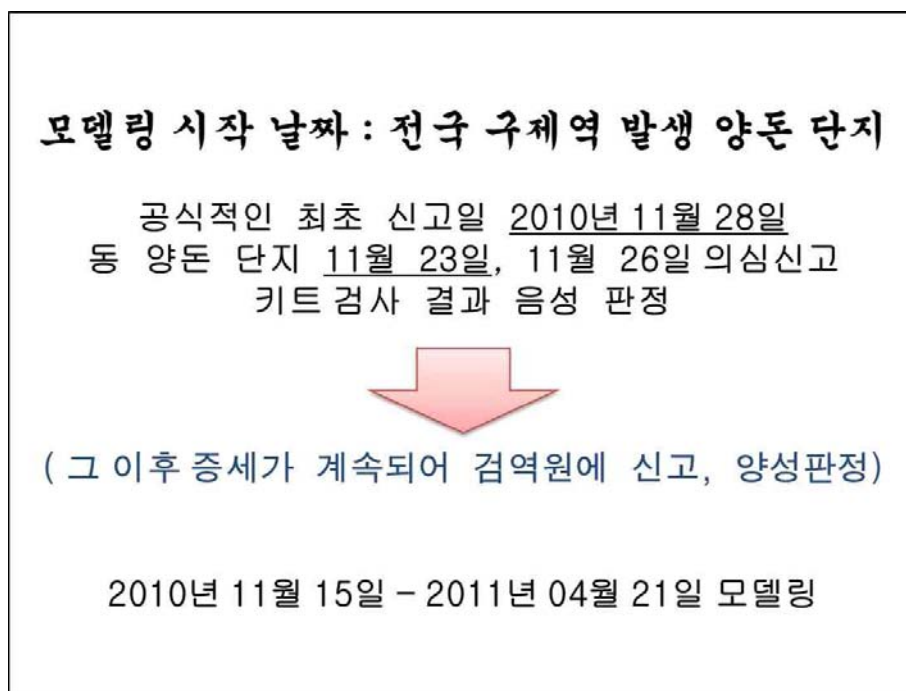 모델링 시작 날짜 : 전국 구제역 발생 양돈 단지
공식적인 최초 신고일 2010년 11월 28일
동 양돈 단지 11월 23일, 11월 26일 의심신고
키트 검사 결과 음성 판정
( 그 이후 증세가 계속되어 검역원에 신고, 양성판정)
2010년 11월 15일 – 2011년 04월 21일 모델링